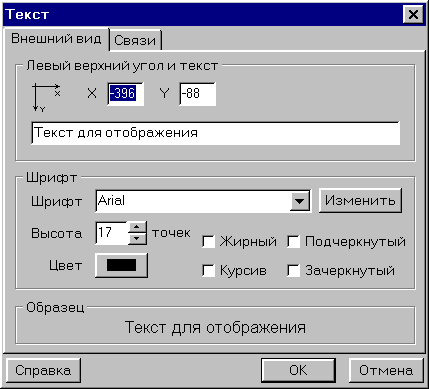 Текст
Внешний вид Связи
Левый верхний угол и текст
X Y X -396 Y -88
Текст для отображения
Шрифт
Шрифт Arial Изменить
Высота 17 точек Жирный Подчеркнутый
Цвет Курсив Зачеркнутый
Образец
Текст для отображения
Справка OK Отмена